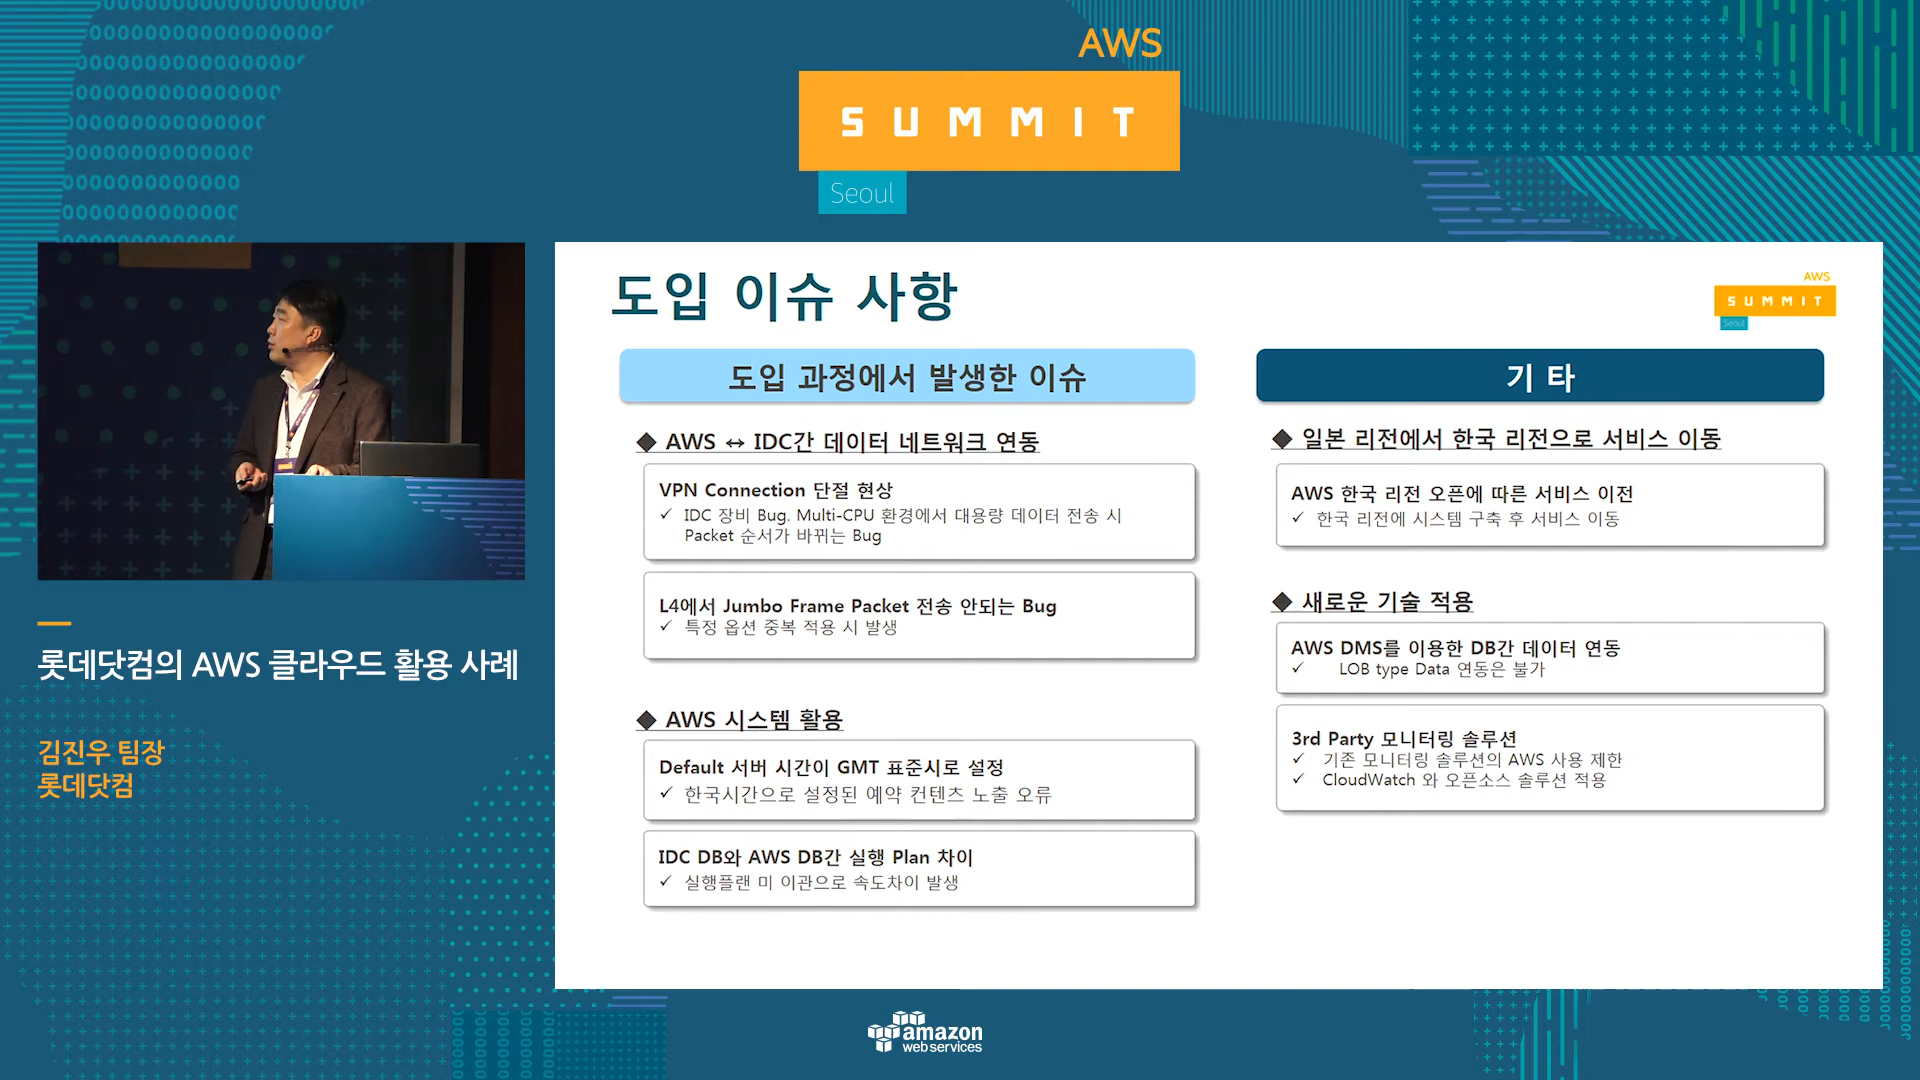 AWS
SUMMIT
Seoul
롯데닷컴의 AWS 클라우드 활용 사례
김진우 팀장
롯데닷컴
도입 이슈 사항
AWS
SUMMIT
Seoul
도입 과정에서 발생한 이슈
◆ AWS ↔ IDC간 데이터 네트워크 연동
VPN Connection 단절 현상
✓ IDC 장비 Bug. Multi-CPU 환경에서 대용량 데이터 전송 시
Packet 순서가 바뀌는 Bug
L4에서 Jumbo Frame Packet 전송 안되는 Bug
✓ 특정 옵션 중복 적용 시 발생
◆ AWS 시스템 활용
Default 서버 시간이 GMT 표준시로 설정
✓ 한국시간으로 설정된 예약 컨텐츠 노출 오류
IDC DB와 AWS DB간 실행 Plan 차이
✓ 실행플랜 미 이관으로 속도차이 발생
기 타
◆ 일본 리전에서 한국 리전으로 서비스 이동
AWS 한국 리전 오픈에 따른 서비스 이전
✓ 한국 리전에 시스템 구축 후 서비스 이동
◆ 새로운 기술 적용
AWS DMS를 이용한 DB간 데이터 연동
✓ LOB type Data 연동은 불가
3rd Party 모니터링 솔루션
✓ 기존 모니터링 솔루션의 AWS 사용 제한
✓ CloudWatch 와 오픈소스 솔루션 적용
amazon
web services